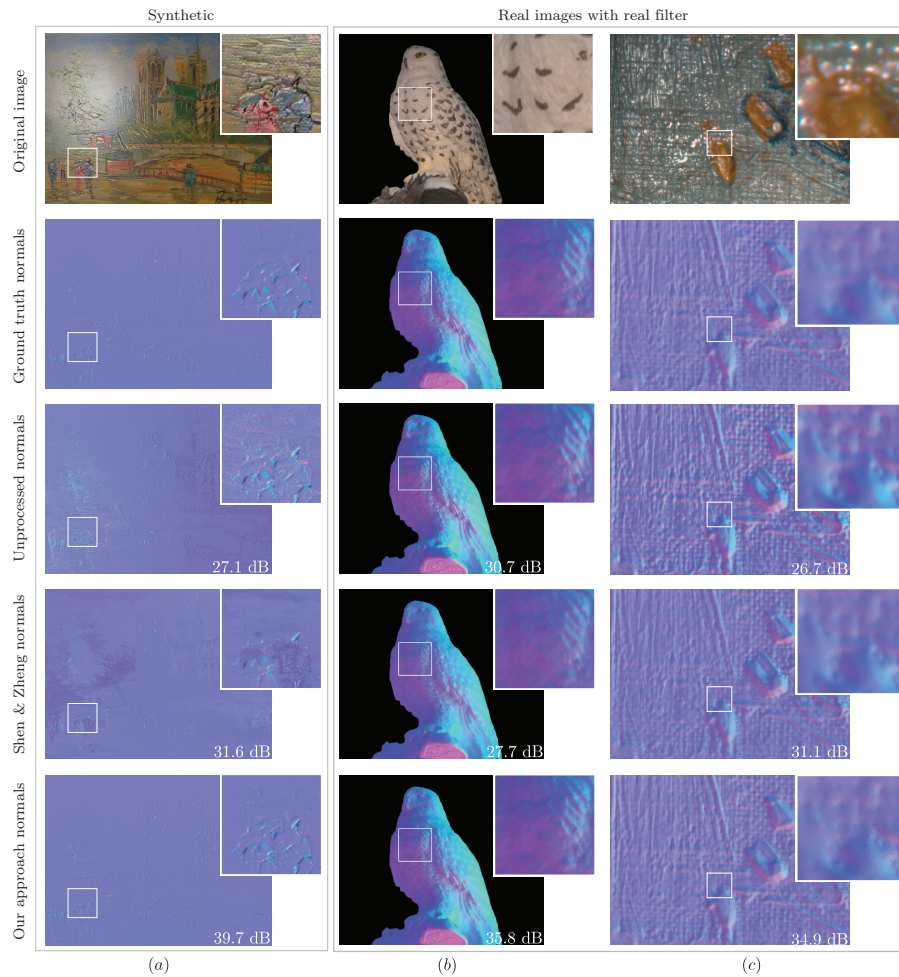 Synthetic
Real images with real filter
Original image
Ground truth normals
Unprocessed normals
27.1 dB
30.7 dB
26.7 dB
Shen & Zheng normals
31.6 dB
27.7 dB
31.1 dB
Our approach normals
39.7 dB
35.8 dB
34.9 dB
(a)
(b)
(c)